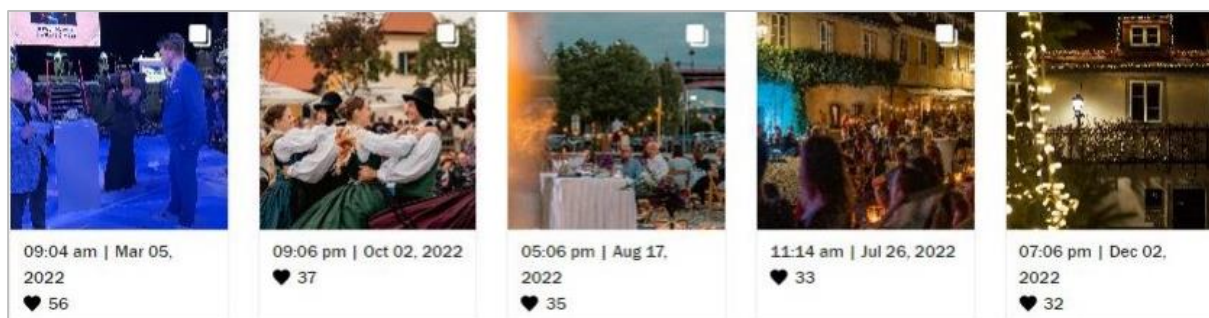 09:04 am | Mar 05,
2022
56
09:06 pm | Oct 02, 2022
37
05:06 pm | Aug 17,
2022
35
11:14 am | Jul 26, 2022
33
07:06 pm | Dec 02,
2022
32